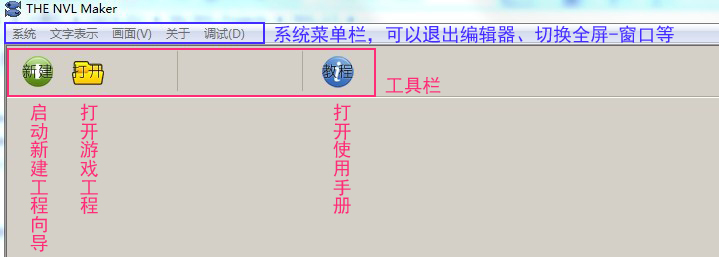 THE NVL Maker
系统 文字表示 画面(V) 关于 调试(D)
系统菜单栏，可以退出编辑器、切换全屏-窗口等
新建 打开 教程
工具栏
启动新建工程向导
打开游戏工程
打开使用手册